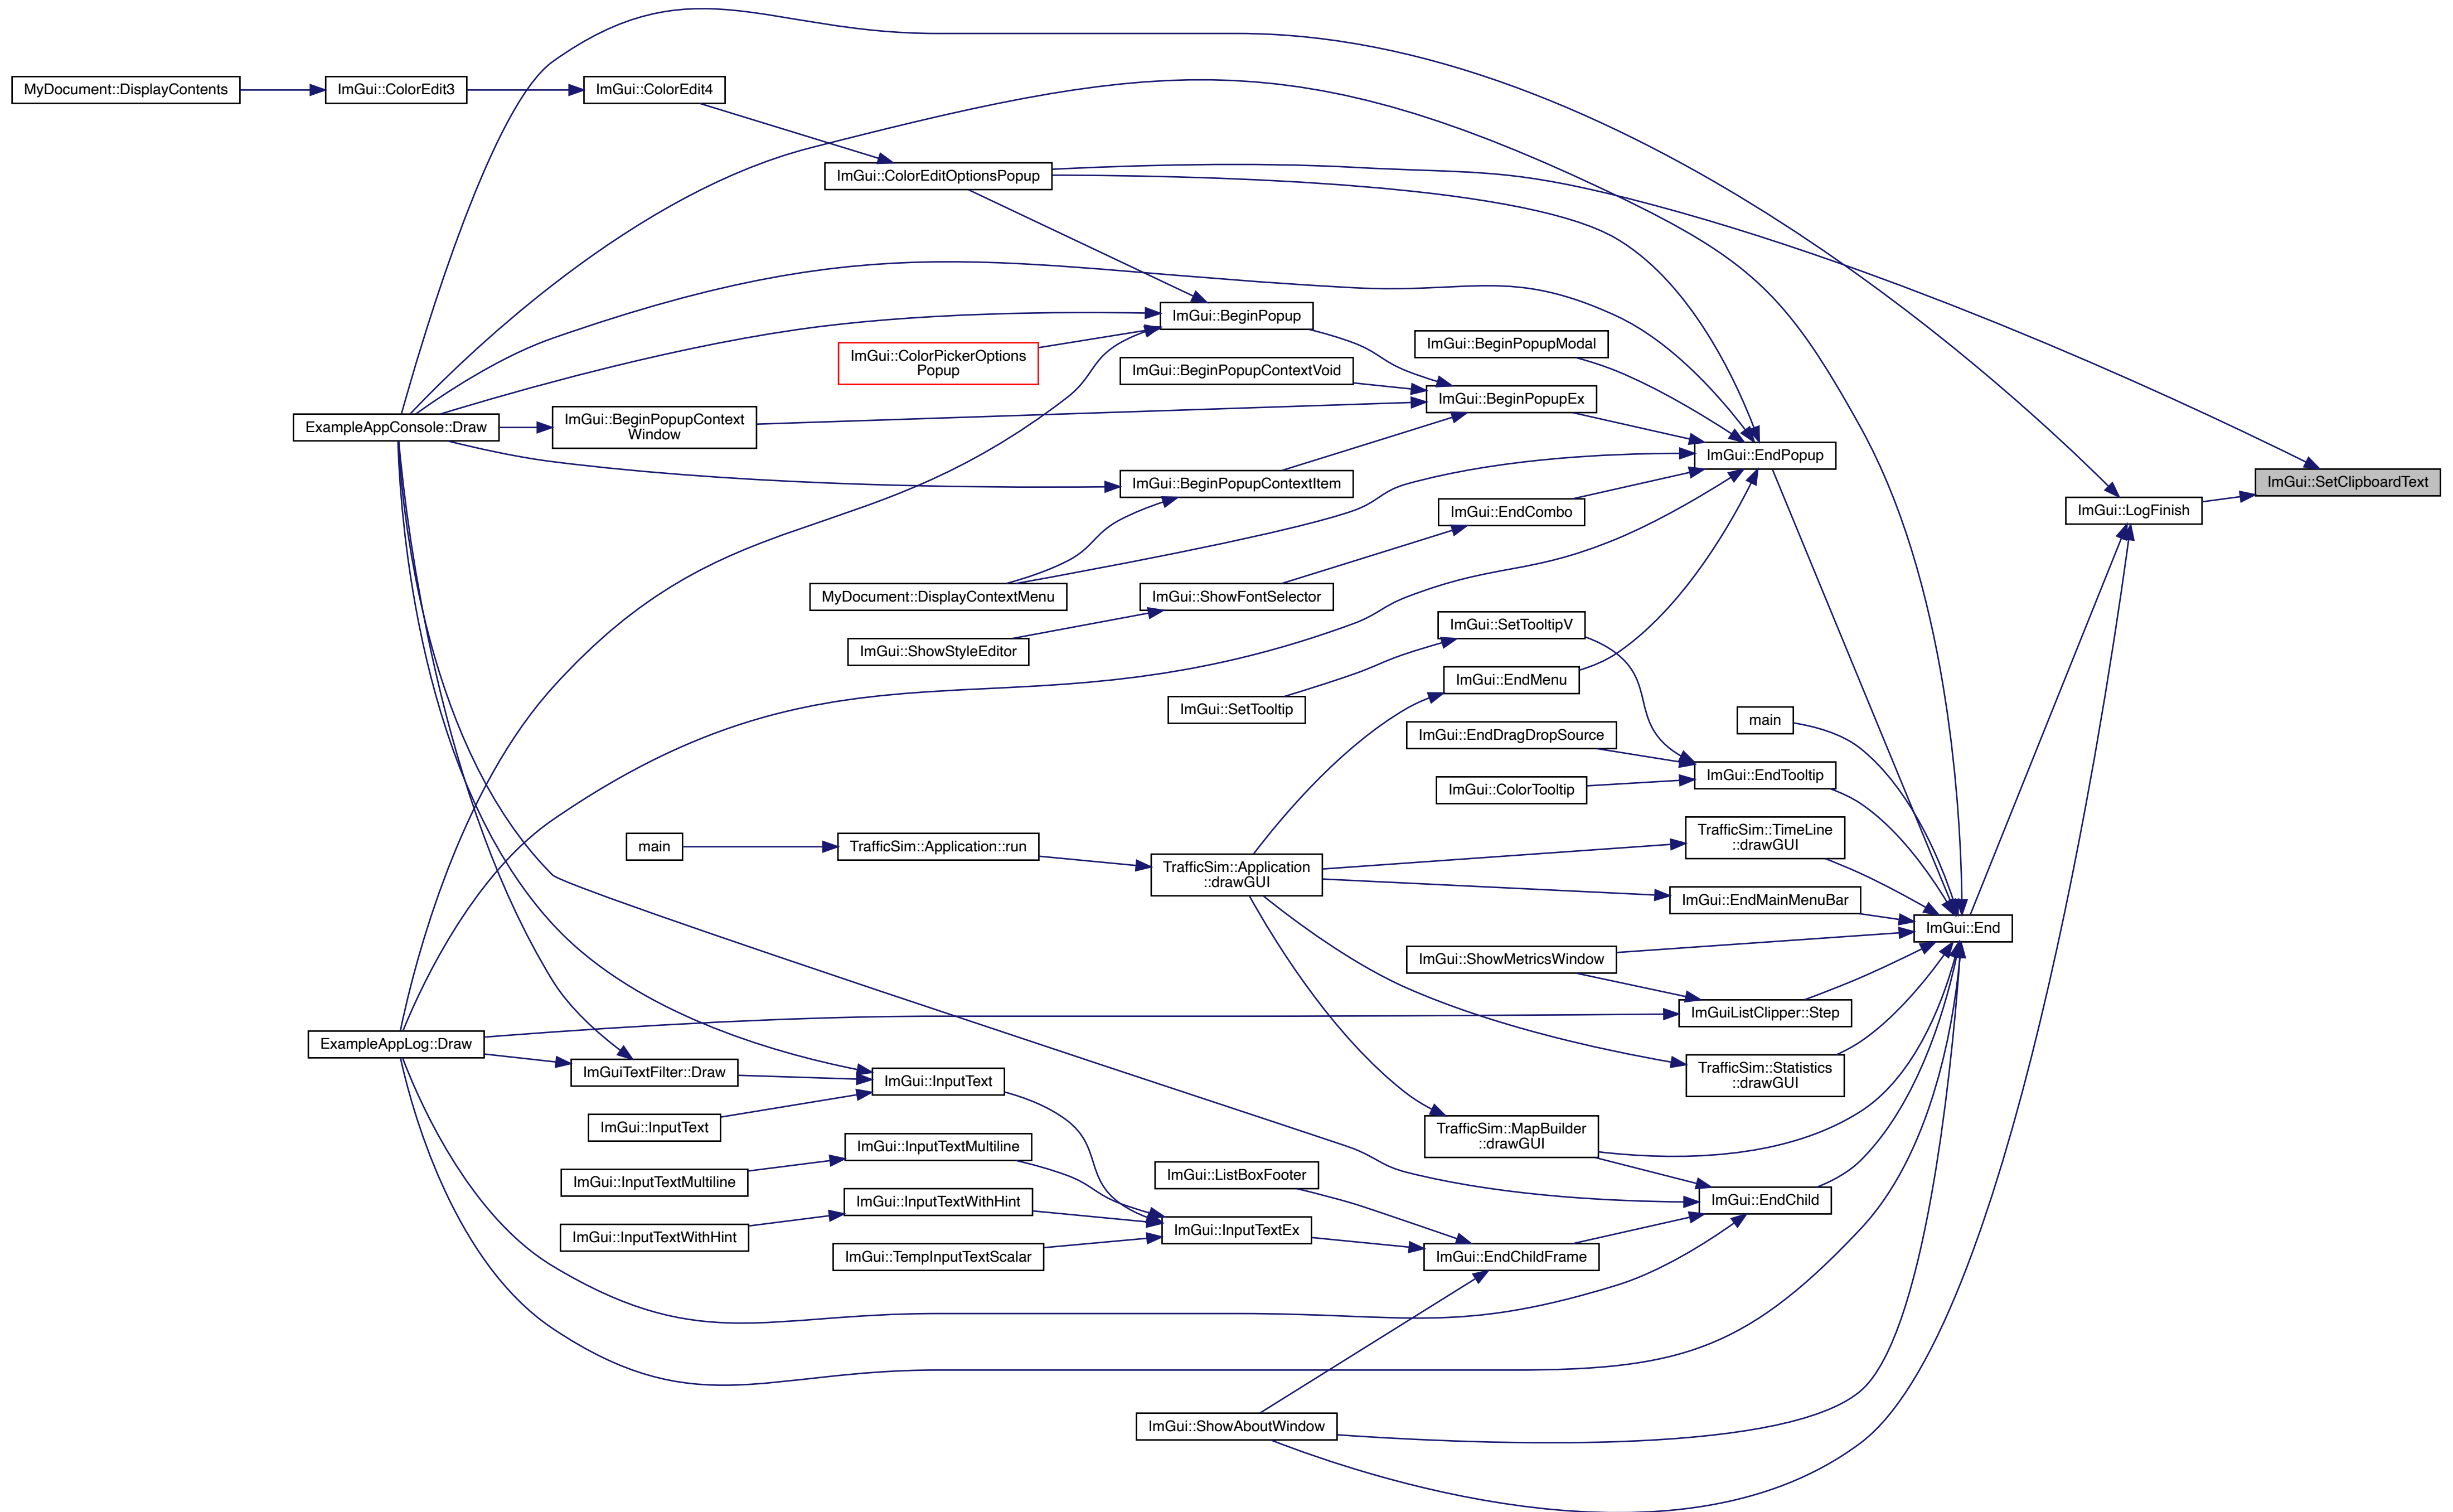 MyDocument::DisplayContents
ImGui::ColorEdit3
ImGui::ColorEdit4
ImGui::ColorEditOptionsPopup
ImGui::BeginPopup
ImGui::BeginPopupModal
ImGui::ColorPickerOptions
Popup
ImGui::BeginPopupContextVoid
ImGui::BeginPopupEx
ExampleAppConsole::Draw
ImGui::BeginPopupContext
Window
ImGui::EndPopup
ImGui::BeginPopupContextItem
ImGui::SetClipboardText
ImGui::LogFinish
ImGui::EndCombo
MyDocument::DisplayContextMenu
ImGui::ShowFontSelector
ImGui::SetTooltipV
ImGui::ShowStyleEditor
ImGui::EndMenu
ImGui::SetTooltip
main
ImGui::EndDragDropSource
ImGui::EndTooltip
ImGui::ColorTooltip
main
TrafficSim::Application::run
TrafficSim::TimeLine
::drawGUI
TrafficSim::Application
::drawGUI
ImGui::EndMainMenuBar
ImGui::End
ImGui::ShowMetricsWindow
ImGuiListClipper::Step
ExampleAppLog::Draw
ImGuiTextFilter::Draw
ImGui::InputText
TrafficSim::Statistics
::drawGUI
ImGui::InputText
TrafficSim::MapBuilder
::drawGUI
ImGui::InputTextMultiline
ImGui::InputTextMultiline
ImGui::ListBoxFooter
ImGui::InputTextWithHint
ImGui::EndChild
ImGui::InputTextWithHint
ImGui::InputTextEx
ImGui::TempInputTextScalar
ImGui::EndChildFrame
ImGui::ShowAboutWindow